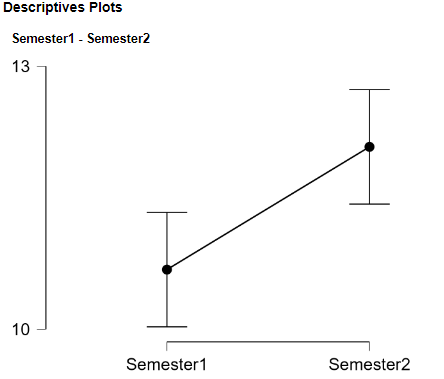 Descriptives Plots
Semester1 - Semester2
13
10
Semester1
Semester2